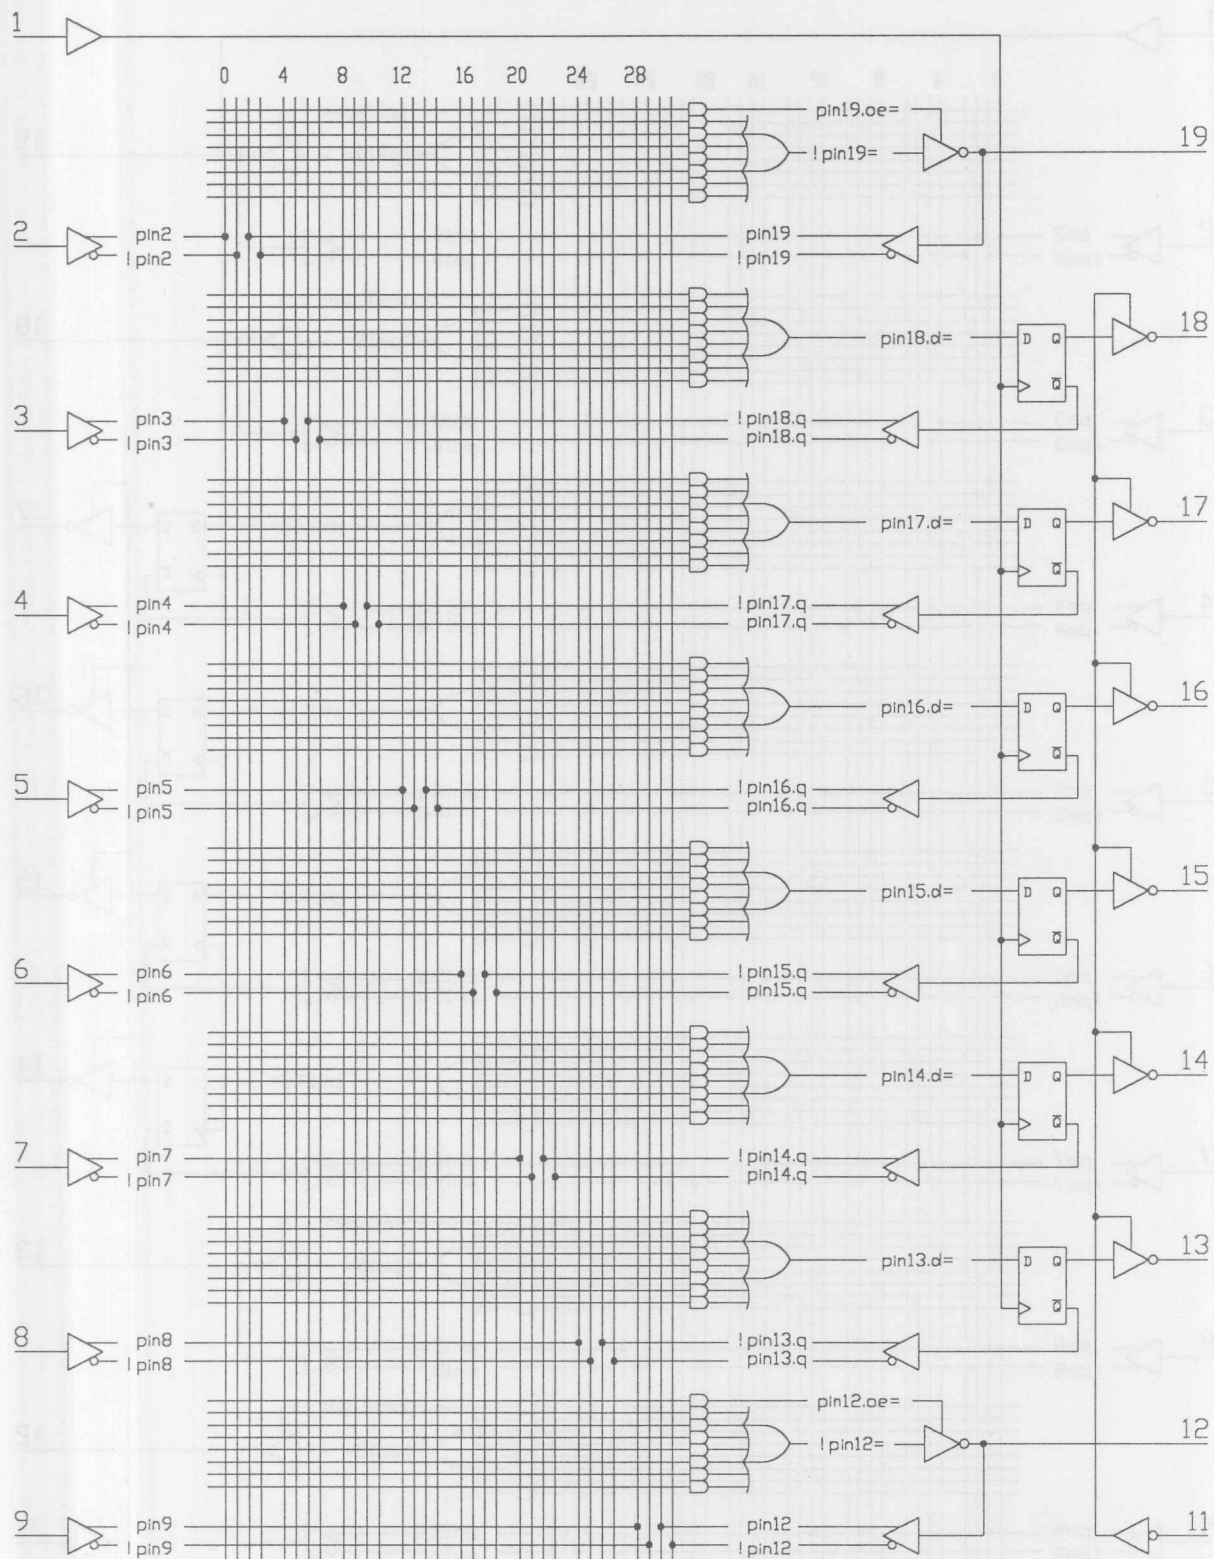 1
0 4 8 12 16 20 24 28
pin19.oe=
!pin19=
19
2
pin2
!pin2
pin19
!pin19
pin18.d=
D Q
Q̅
18
3
pin3
!pin3
!pin18.q
pin18.q
pin17.d=
D Q
Q̅
17
4
pin4
!pin4
!pin17.q
pin17.q
pin16.d=
D Q
Q̅
16
5
pin5
!pin5
!pin16.q
pin16.q
pin15.d=
D Q
Q̅
15
6
pin6
!pin6
!pin15.q
pin15.q
pin14.d=
D Q
Q̅
14
7
pin7
!pin7
!pin14.q
pin14.q
pin13.d=
D Q
Q̅
13
8
pin8
!pin8
!pin13.q
pin13.q
pin12.oe=
!pin12=
12
9
pin9
!pin9
pin12
!pin12
11